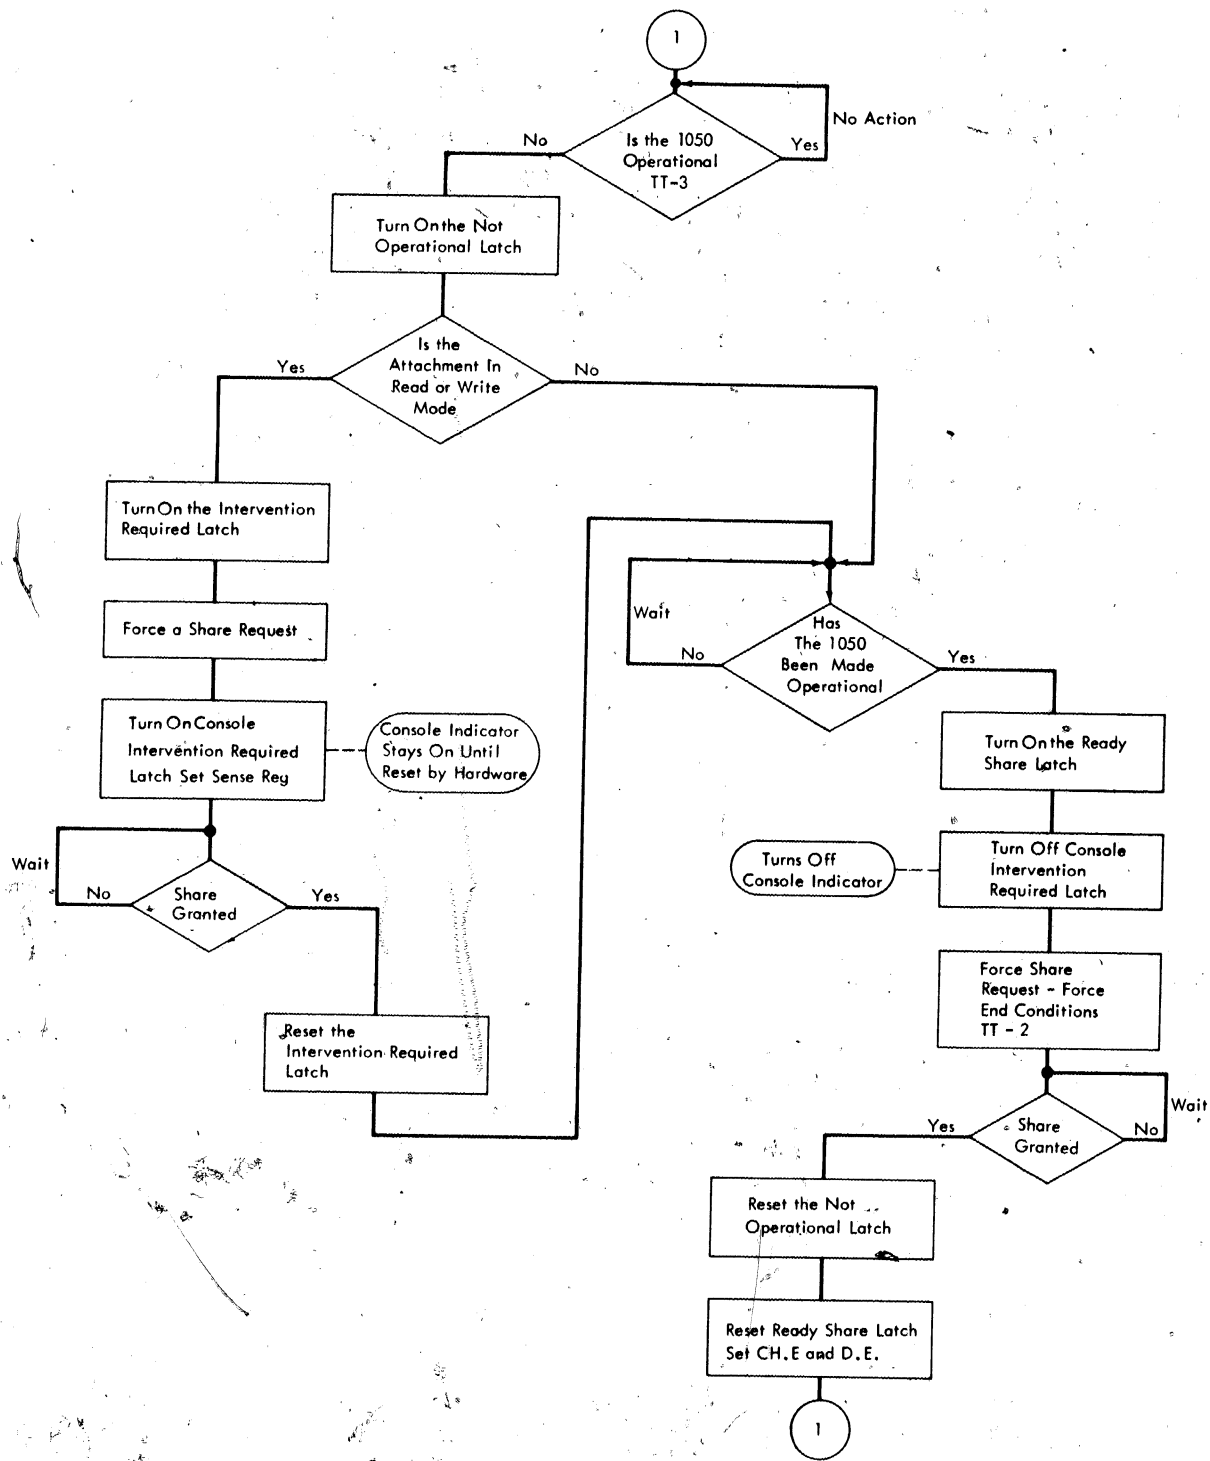 1
No Action
No
Is the 1050
Operational
TT-3
Yes
Turn On the Not
Operational Latch
Yes
Is the
Attachment In
Read or Write
Mode
No
Turn On the Intervention
Required Latch
Force a Share Request
Turn On Console
Intervention Required
Latch Set Sense Reg
Console Indicator
Stays On Until
Reset by Hardware
Wait
No
Share
Granted
Yes
Reset the
Intervention Required
Latch
Wait
No
Has
The 1050
Been Made
Operational
Yes
Turn On the Ready
Share Latch
Turns Off
Console Indicator
Turn Off Console
Intervention
Required Latch
Force Share
Request - Force
End Conditions
TT - 2
Yes
Share
Granted
No
Wait
Reset the Not
Operational Latch
Reset Ready Share Latch
Set CH.E and D.E.
1